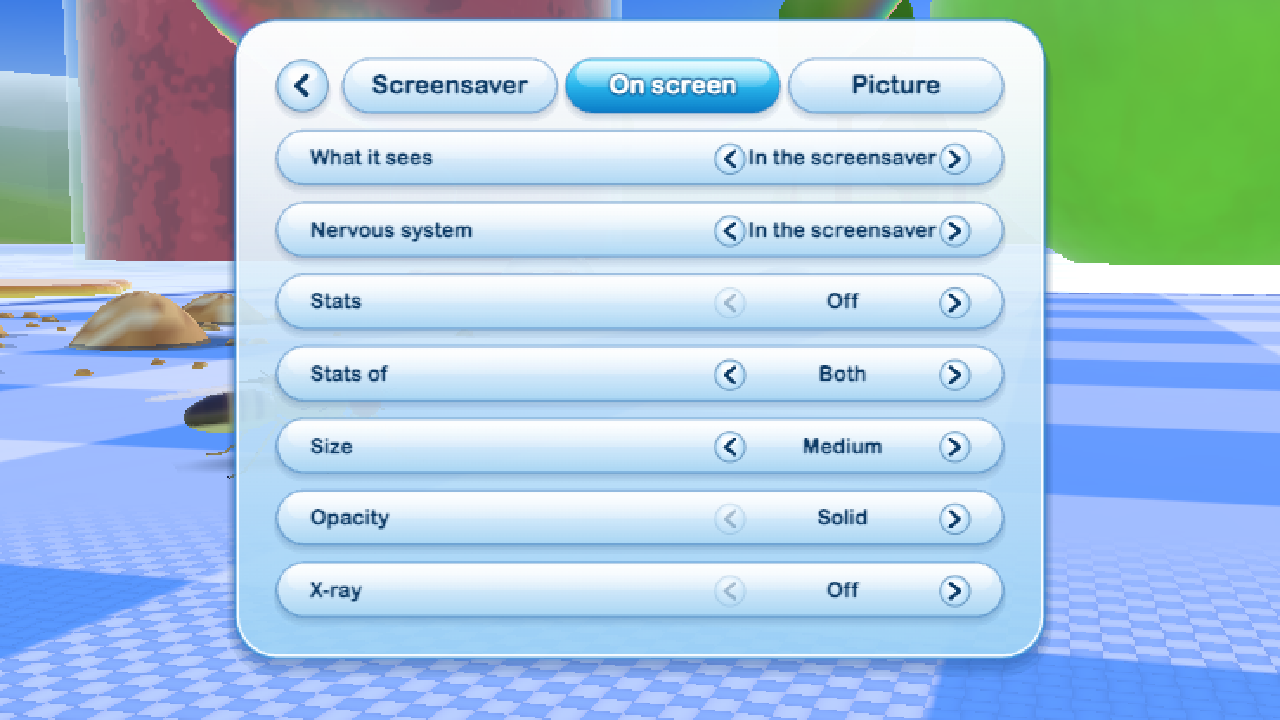 Screensaver
On screen
Picture
What it sees
In the screensaver
Nervous system
In the screensaver
Stats
Off
Stats of
Both
Size
Medium
Opacity
Solid
X-ray
Off